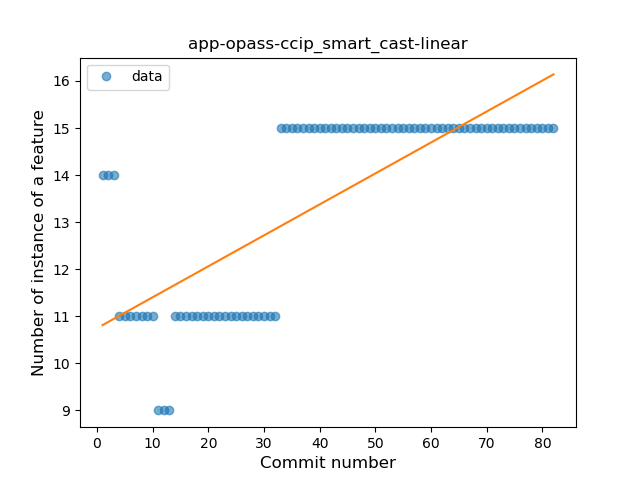 app-opass-ccip_smart_cast-linear
data
Number of instance of a feature
16
15
14
13
12
11
10
9
0 10 20 30 40 50 60 70 80
Commit number